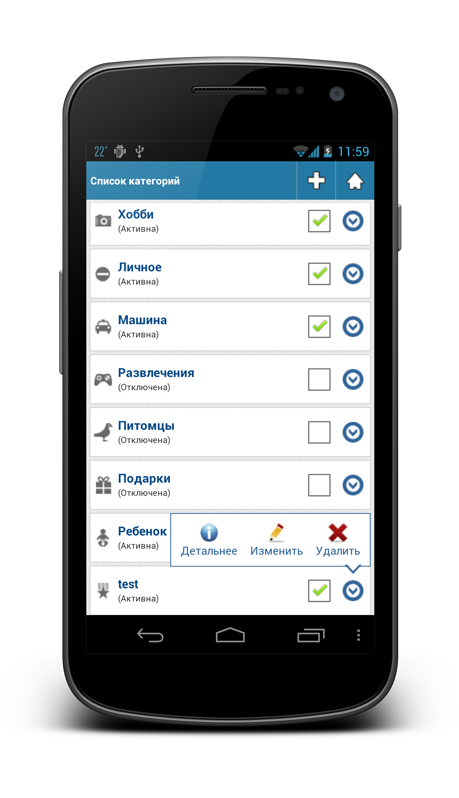 22° 11:59
Список категорий
Хобби
(Активна)
Личное
(Активна)
Машина
(Активна)
Развлечения
(Отключена)
Питомцы
(Отключена)
Подарки
(Отключена)
Ребенок
(Активна)
Детальнее Изменить Удалить
test
(Активна)